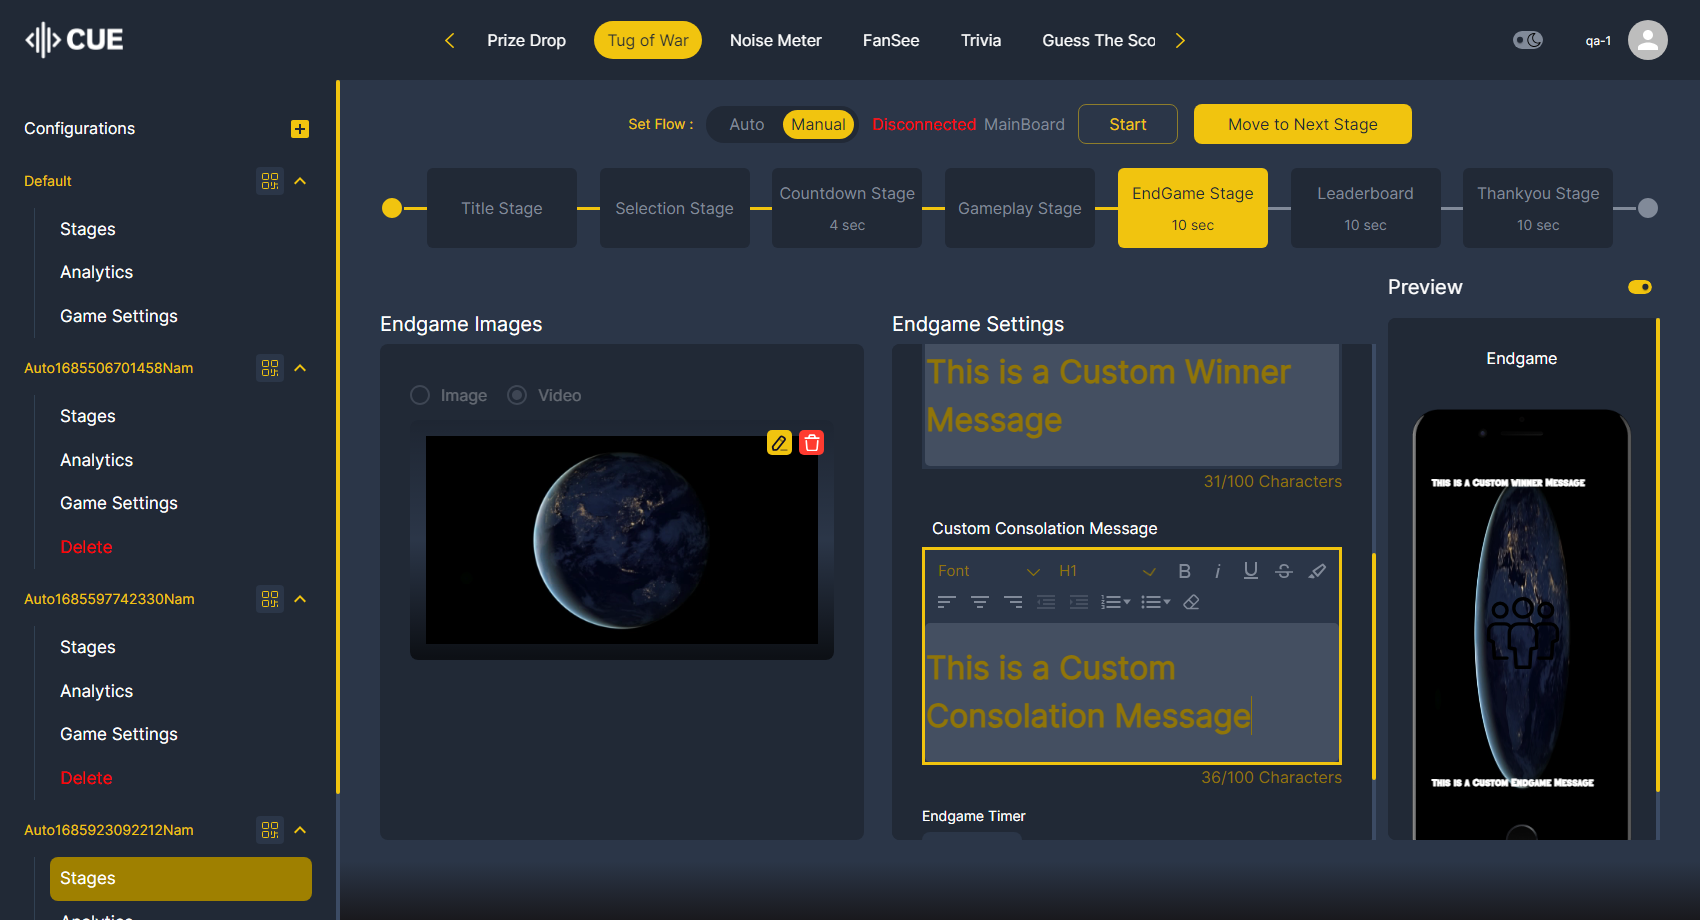 CUE
Prize Drop
Tug of War
Noise Meter
FanSee
Trivia
Guess The Sco
qa-1
Configurations
Default
Stages
Analytics
Game Settings
Auto1685506701458Nam
Stages
Analytics
Game Settings
Delete
Auto1685597742330Nam
Stages
Analytics
Game Settings
Delete
Auto1685923092212Nam
Stages
Analytics
Set Flow :
Auto
Manual
Disconnected MainBoard
Start
Move to Next Stage
Title Stage
Selection Stage
Countdown Stage
4 sec
Gameplay Stage
EndGame Stage
10 sec
Leaderboard
10 sec
Thankyou Stage
10 sec
Endgame Images
Image
Video
Endgame Settings
This is a Custom Winner
Message
31/100 Characters
Custom Consolation Message
Font
H1
B
i
U
S
This is a Custom
Consolation Message
36/100 Characters
Endgame Timer
Preview
Endgame
This is a Custom Winner Message
This is a Custom Endgame Message